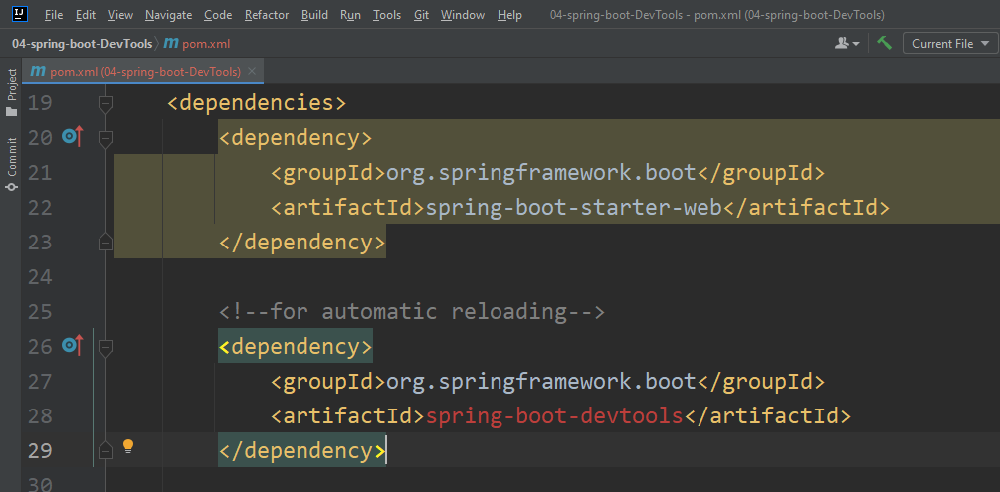 IJ File Edit View Navigate Code Refactor Build Run Tools Git Window Help 04-spring-boot-DevTools - pom.xml (04-spring-boot-DevTools)
04-spring-boot-DevTools m pom.xml Current File
Project
Commit
m pom.xml (04-spring-boot-DevTools)
19 <dependencies>
20 <dependency>
21 <groupId>org.springframework.boot</groupId>
22 <artifactId>spring-boot-starter-web</artifactId>
23 </dependency>
24
25 <!--for automatic reloading-->
26 <dependency>
27 <groupId>org.springframework.boot</groupId>
28 <artifactId>spring-boot-devtools</artifactId>
29 </dependency>
30